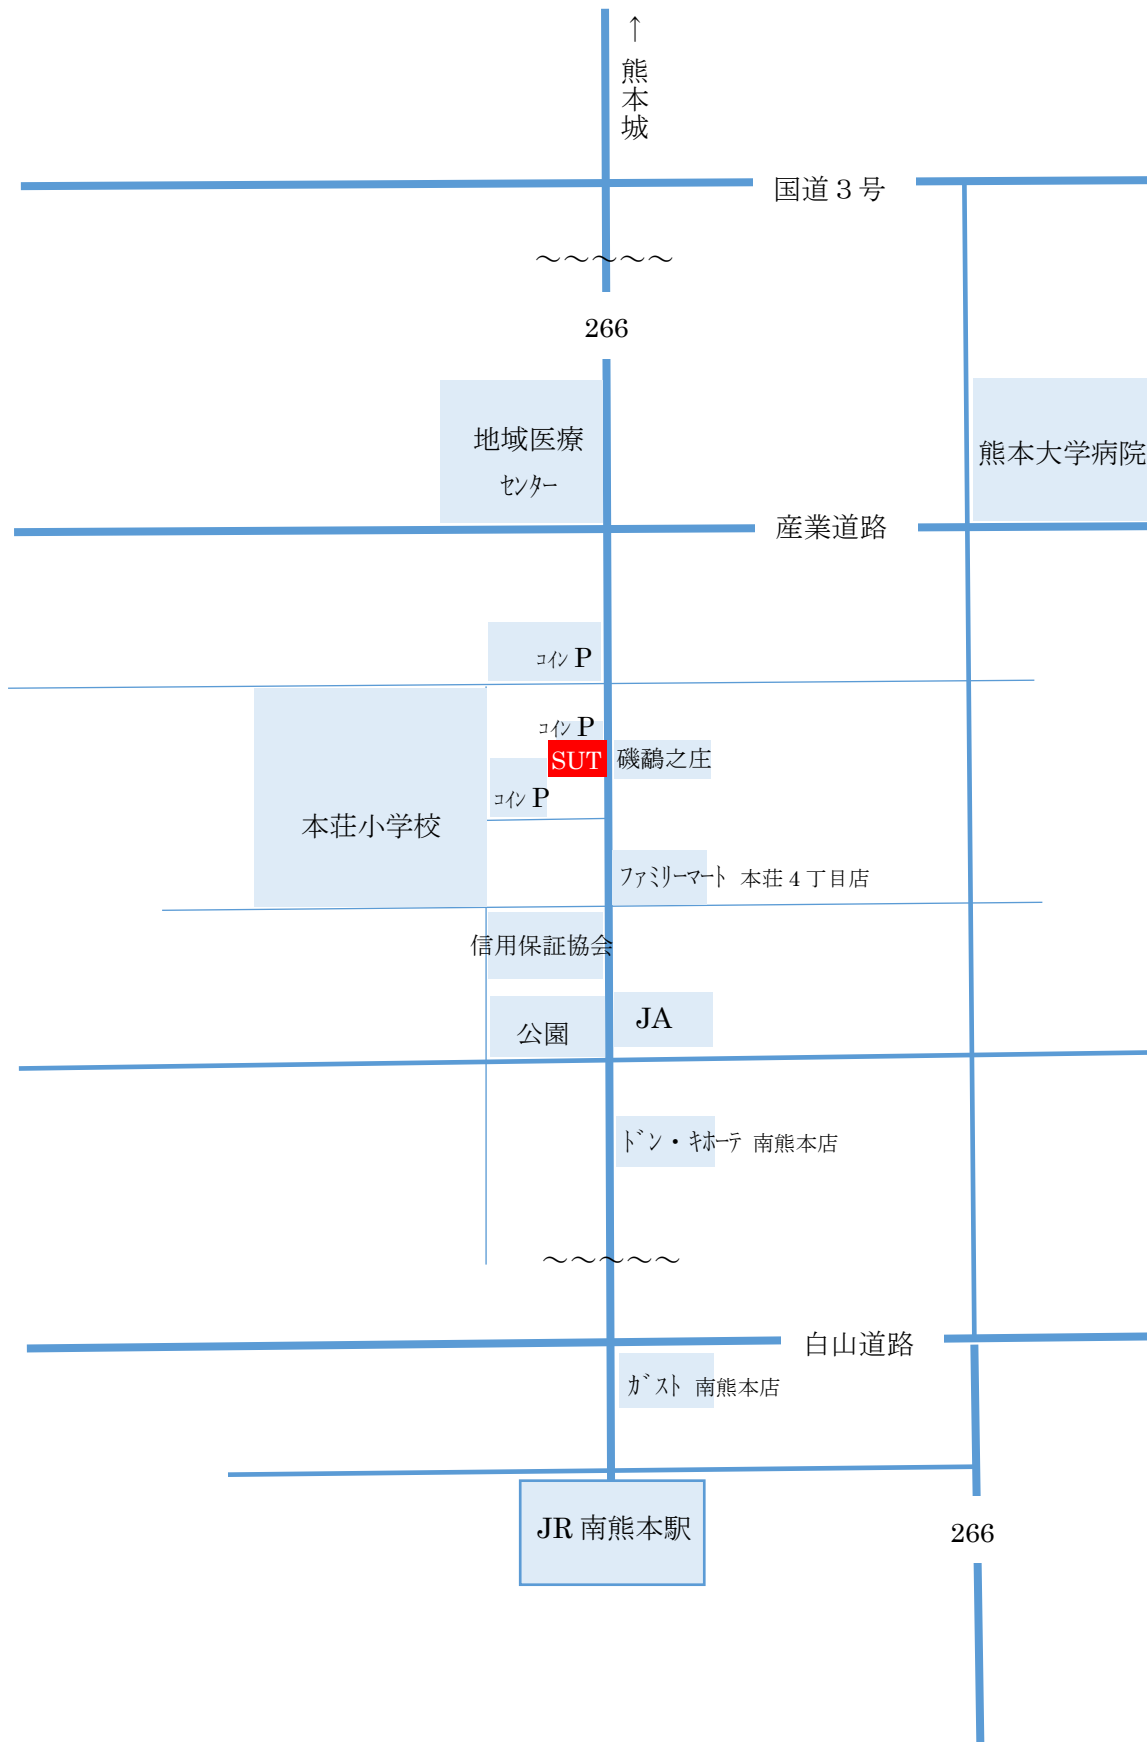 ↑熊本城
国道３号
～～～～～
266
地域医療
ｾﾝﾀｰ
熊本大学病院
産業道路
ｺｲﾝ P
ｺｲﾝ P
SUT
磯鷸之庄
ｺｲﾝ P
本荘小学校
ﾌｧﾐﾘｰﾏｰﾄ 本荘４丁目店
信用保証協会
公園
JA
ﾄﾞﾝ・ｷﾎｰﾃ 南熊本店
～～～～～
白山道路
ｶﾞｽﾄ 南熊本店
JR 南熊本駅
266